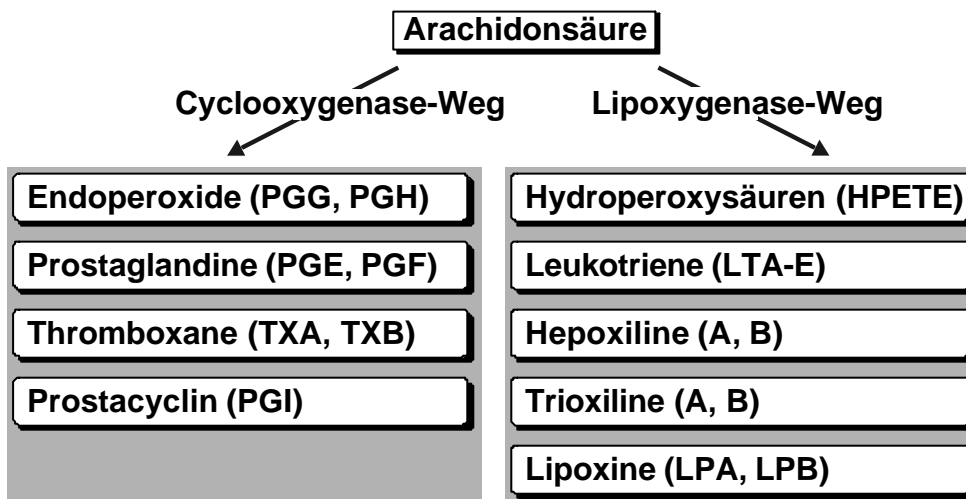 Arachidonsäure
Cyclooxygenase-Weg
Lipoxygenase-Weg
Endoperoxide (PGG, PGH)
Prostaglandine (PGE, PGF)
Thromboxane (TXA, TXB)
Prostacyclin (PGI)
Hydroperoxysäuren (HPETE)
Leukotriene (LTA-E)
Hepoxiline (A, B)
Trioxiline (A, B)
Lipoxine (LPA, LPB)